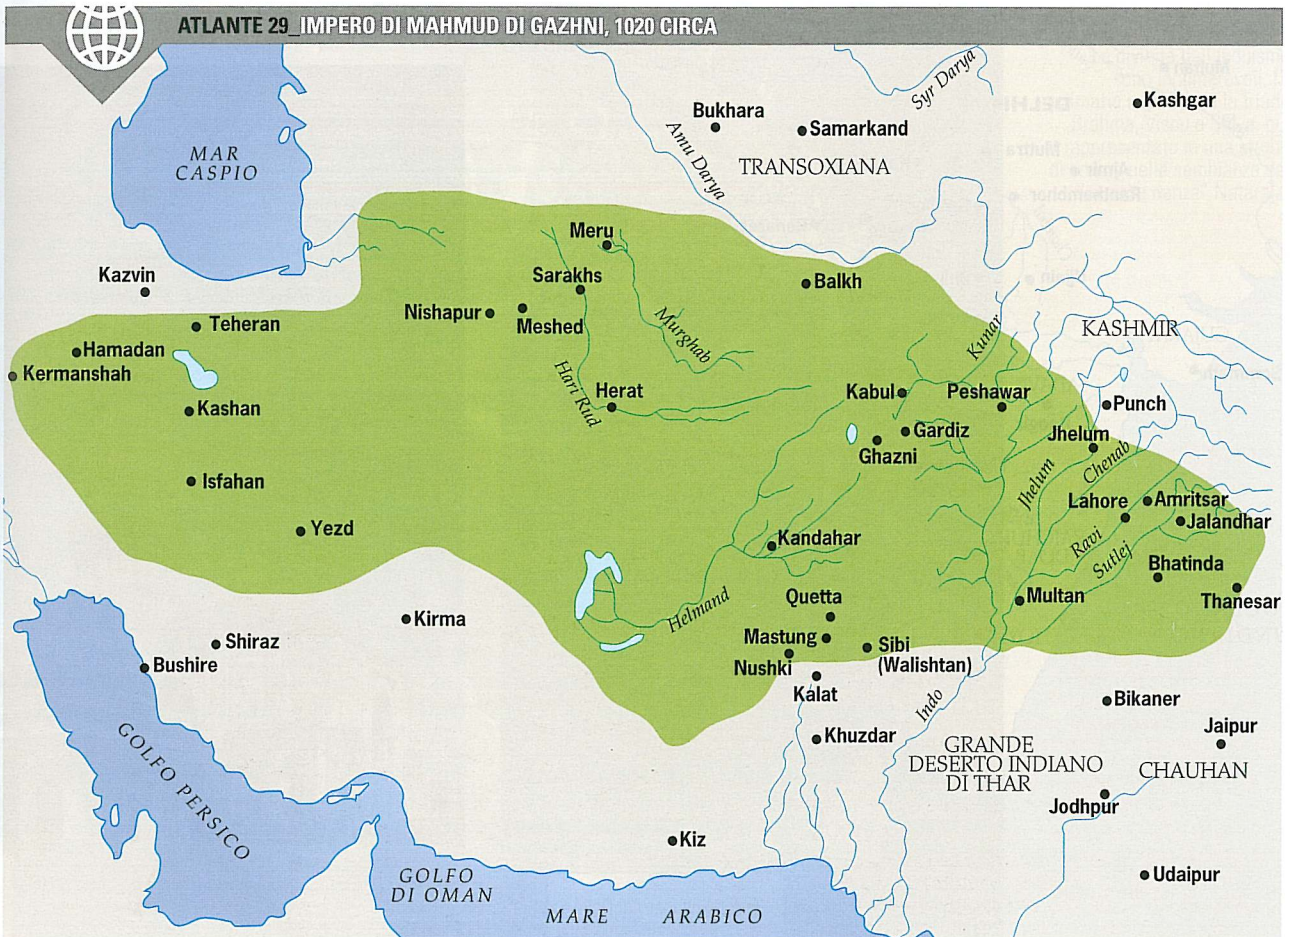 ATLANTE 29_IMPERO DI MAHMUD DI GAZHNI, 1020 CIRCA
Syr Darya
Kashgar
Bukhara
Samarkand
Amu Darya
TRANSOXIANA
MAR
CASPIO
Meru
Kazvin
Sarakhs
Balkh
Nishapur
Meshed
Teheran
Murghab
Kunar
KASHMIR
Hamadan
Kermanshah
Hari Rud
Herat
Kabul
Peshawar
Punch
Kashan
Gardiz
Ghazni
Jhelum
Chenab
Isfahan
Jhelum
Lahore
Amritsar
Jalandhar
Yezd
Kandahar
Ravi
Sutlej
Bhatinda
Helmand
Quetta
Multan
Thanesar
Kirma
Shiraz
Bushire
Mastung
Sibi
(Walishtan)
Nushki
Kalat
Indo
Bikaner
Khuzdar
Jaipur
GOLFO PERSICO
GRANDE
DESERTO INDIANO
DI THAR
CHAUHAN
Jodhpur
Kiz
GOLFO
DI OMAN
Udaipur
MARE ARABICO